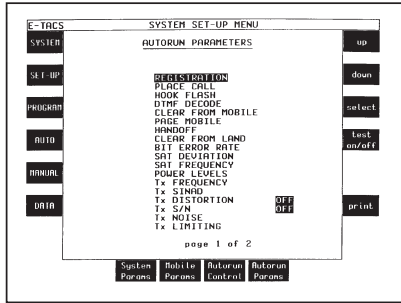 E-TACS SYSTEM SET-UP MENU
SYSTEM
AUTORUN PARAMETERS
up
SET-UP
down
REGISTRATION
PLACE CALL
HOOK FLASH
PROGRAM
DTMF DECODE
select
CLEAR FROM MOBILE
PAGE MOBILE
HANDOFF
AUTO
CLEAR FROM LAND
test on/off
BIT ERROR RATE
SAT DEVIATION
SAT FREQUENCY
MANUAL
POWER LEVELS
Tx FREQUENCY
Tx SINAD
DATA
Tx DISTORTION OFF
print
Tx S/N OFF
Tx NOISE
Tx LIMITING
page 1 of 2
System Params
Mobile Params
Autorun Control
Autorun Params